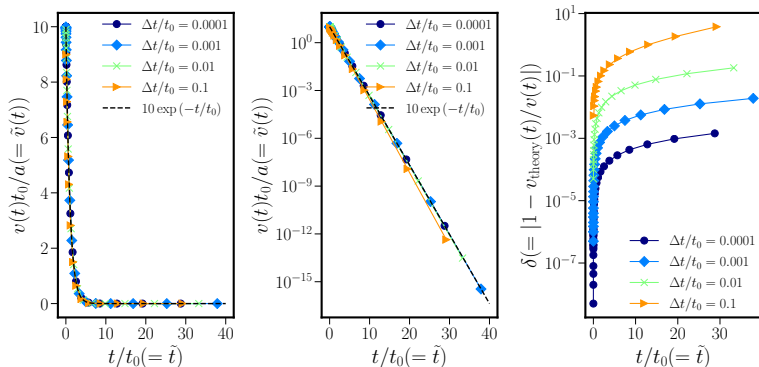 v(t)t₀/a(= ṽ(t))
10
8
6
4
2
0
0 10 20 30 40
t/t₀(= t̃)
Δt/t₀ = 0.0001
Δt/t₀ = 0.001
Δt/t₀ = 0.01
Δt/t₀ = 0.1
10 exp (−t/t₀)
v(t)t₀/a(= ṽ(t))
10⁰
10⁻³
10⁻⁶
10⁻⁹
10⁻¹²
10⁻¹⁵
0 10 20 30 40
t/t₀(= t̃)
Δt/t₀ = 0.0001
Δt/t₀ = 0.001
Δt/t₀ = 0.01
Δt/t₀ = 0.1
10 exp (−t/t₀)
δ(= |1 − v_theory(t)/v(t)|)
10¹
10⁻¹
10⁻³
10⁻⁵
10⁻⁷
0 10 20 30
t/t₀(= t̃)
Δt/t₀ = 0.0001
Δt/t₀ = 0.001
Δt/t₀ = 0.01
Δt/t₀ = 0.1